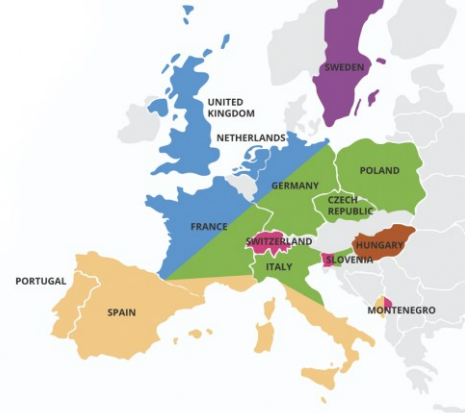 SWEDEN
UNITED
KINGDOM
NETHERLANDS
POLAND
GERMANY
CZECH
REPUBLIC
FRANCE
SWITZERLAND
HUNGARY
SLOVENIA
ITALY
PORTUGAL
SPAIN
MONTENEGRO